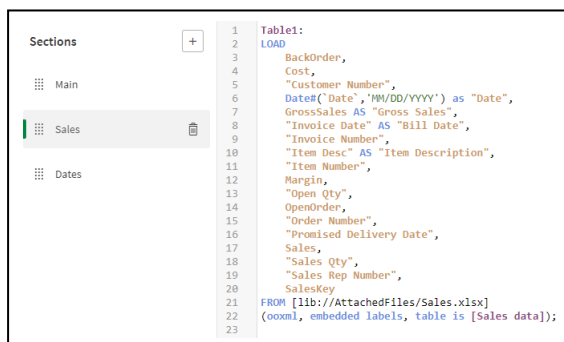 Sections
+
Main
Sales
Dates
1 Table1:
2 LOAD
3 BackOrder,
4 Cost,
5 "Customer Number",
6 Date#(`Date`,'MM/DD/YYYY') as "Date",
7 GrossSales AS "Gross Sales",
8 "Invoice Date" AS "Bill Date",
9 "Invoice Number",
10 "Item Desc" AS "Item Description",
11 "Item Number",
12 Margin,
13 "Open Qty",
14 OpenOrder,
15 "Order Number",
16 "Promised Delivery Date",
17 Sales,
18 "Sales Qty",
19 "Sales Rep Number",
20 SalesKey
21 FROM [lib://AttachedFiles/Sales.xlsx]
22 (ooxml, embedded labels, table is [Sales data]);
23